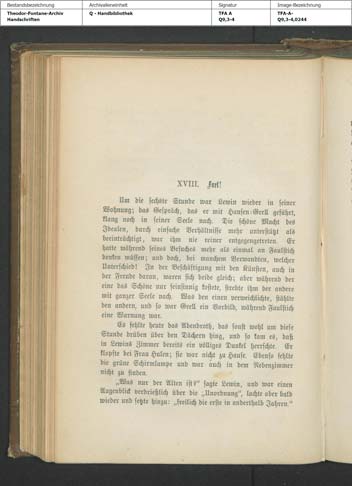 Bestandsbezeichnung
Archivalieneinheit
Signatur
Image-Bezeichnung
Theodor-Fontane-Archiv
Handschriften
Q - Handbibliothek
TFA A
Q9,3-4
TFA-A-
Q9,3-4,0244
XVIII. Fort!
Um die sechste Stunde war Lewin wieder in seiner
Wohnung; das Gespräch, das er mit Hansen-Grell geführt,
klang noch in seiner Seele nach. Die schöne Macht des
Idealen, durch einfache Verhältnisse mehr unterstützt als
beeinträchtigt, war ihm nie reiner entgegengetreten. Er
hatte während seines Besuches mehr als einmal an Faulstich
denken müssen; und doch, bei manchem Verwandten, welcher
Unterschied! In der Beschäftigung mit den Künsten, auch in
der Freude daran, waren sich beide gleich; aber während der
eine das Schöne nur feinsinnig kostete, strebte ihm der andere
mit ganzer Seele nach. Was den einen verweichlichte, stählte
den andern, und so war Grell ein Vorbild, während Faulstich
eine Warnung war.
Es fehlte heute das Abendroth, das sonst wohl um diese
Stunde drüben über den Dächern hing, und so kam es, daß
in Lewins Zimmer bereits ein völliges Dunkel herrschte. Er
klopfte bei Frau Hulen; sie war nicht zu Hause. Ebenso fehlte
die grüne Schirmlampe und war auch in dem Nebenzimmer
nicht zu finden.
„Was nur der Alten ist?“ sagte Lewin, und war einen
Augenblick verdrießlich über die „Unordnung“, lachte aber bald
wieder und setzte hinzu: „freilich die erste in anderthalb Jahren.“